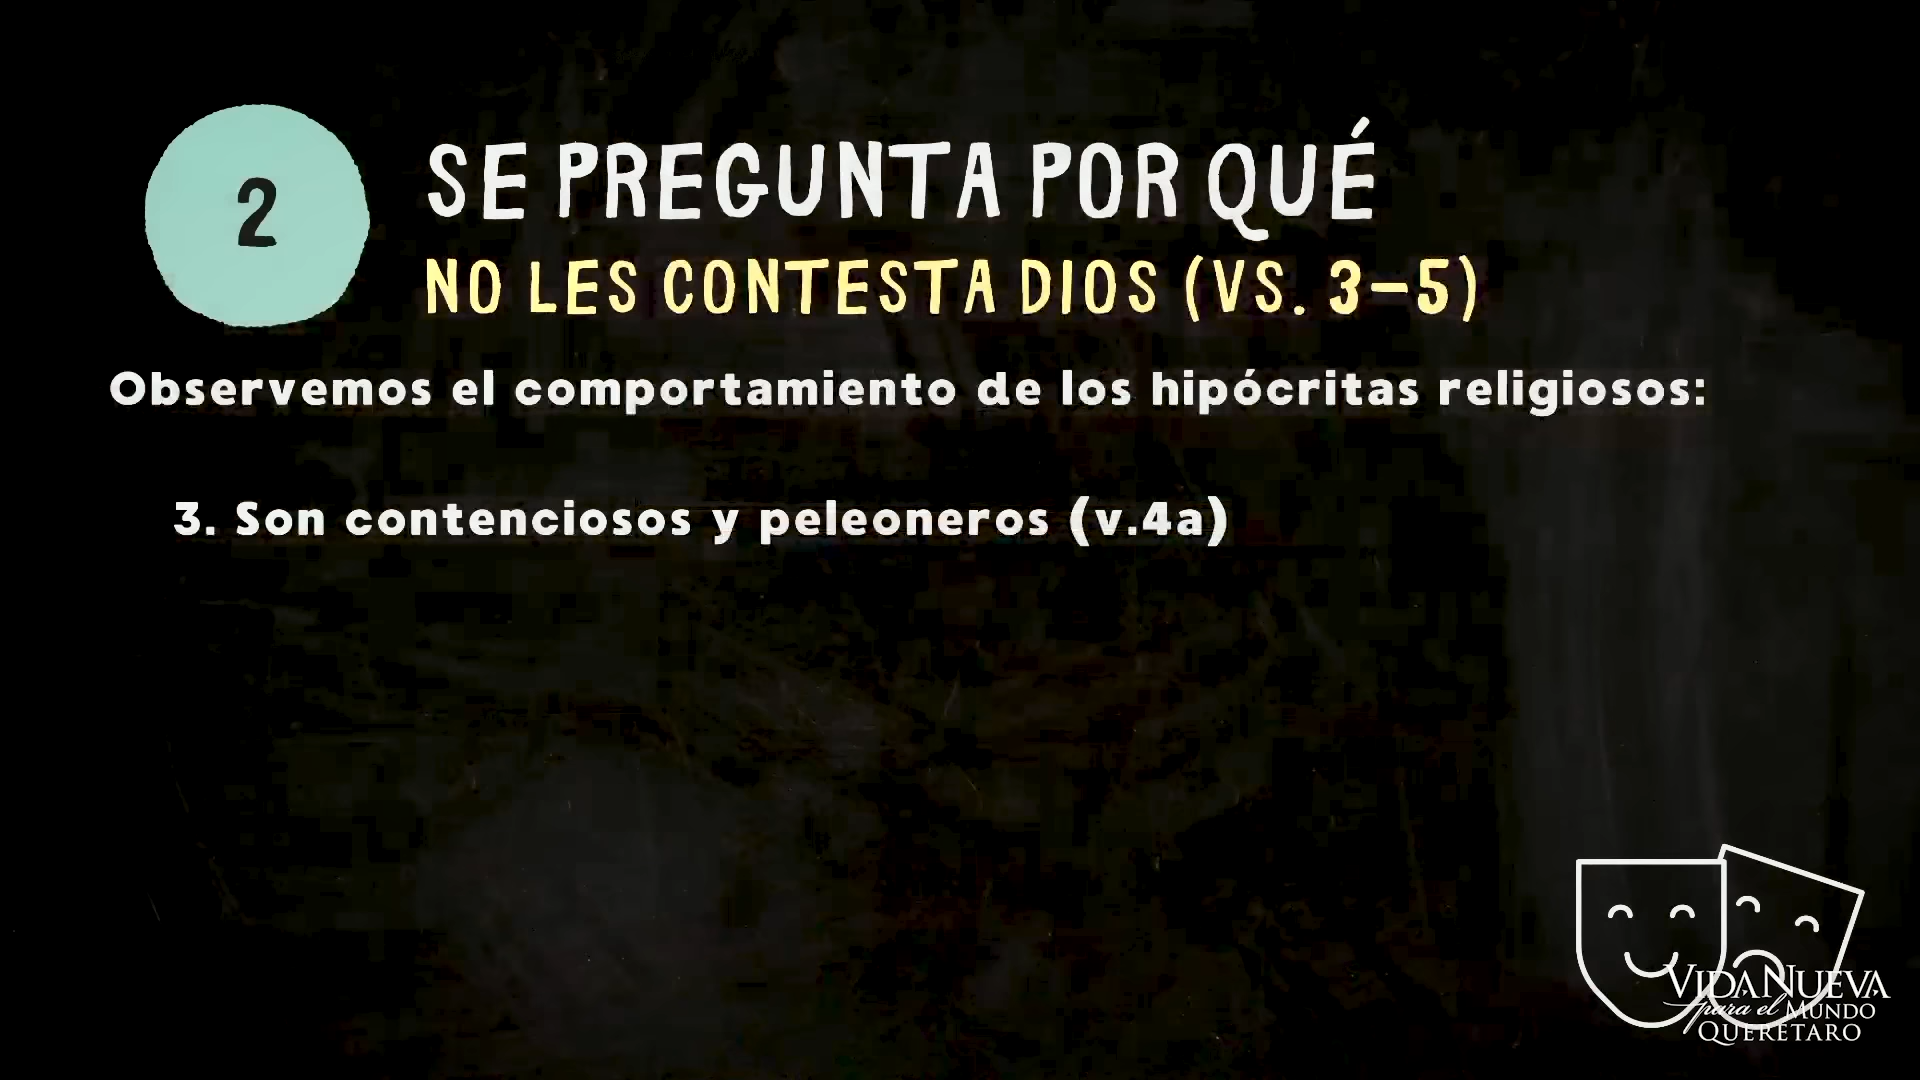 2
SE PREGUNTA POR QUÉ
NO LES CONTESTA DIOS (VS. 3-5)
Observemos el comportamiento de los hipócritas religiosos:
3. Son contenciosos y peleoneros (v.4a)
VIDA NUEVA
para el MUNDO
QUERÉTARO